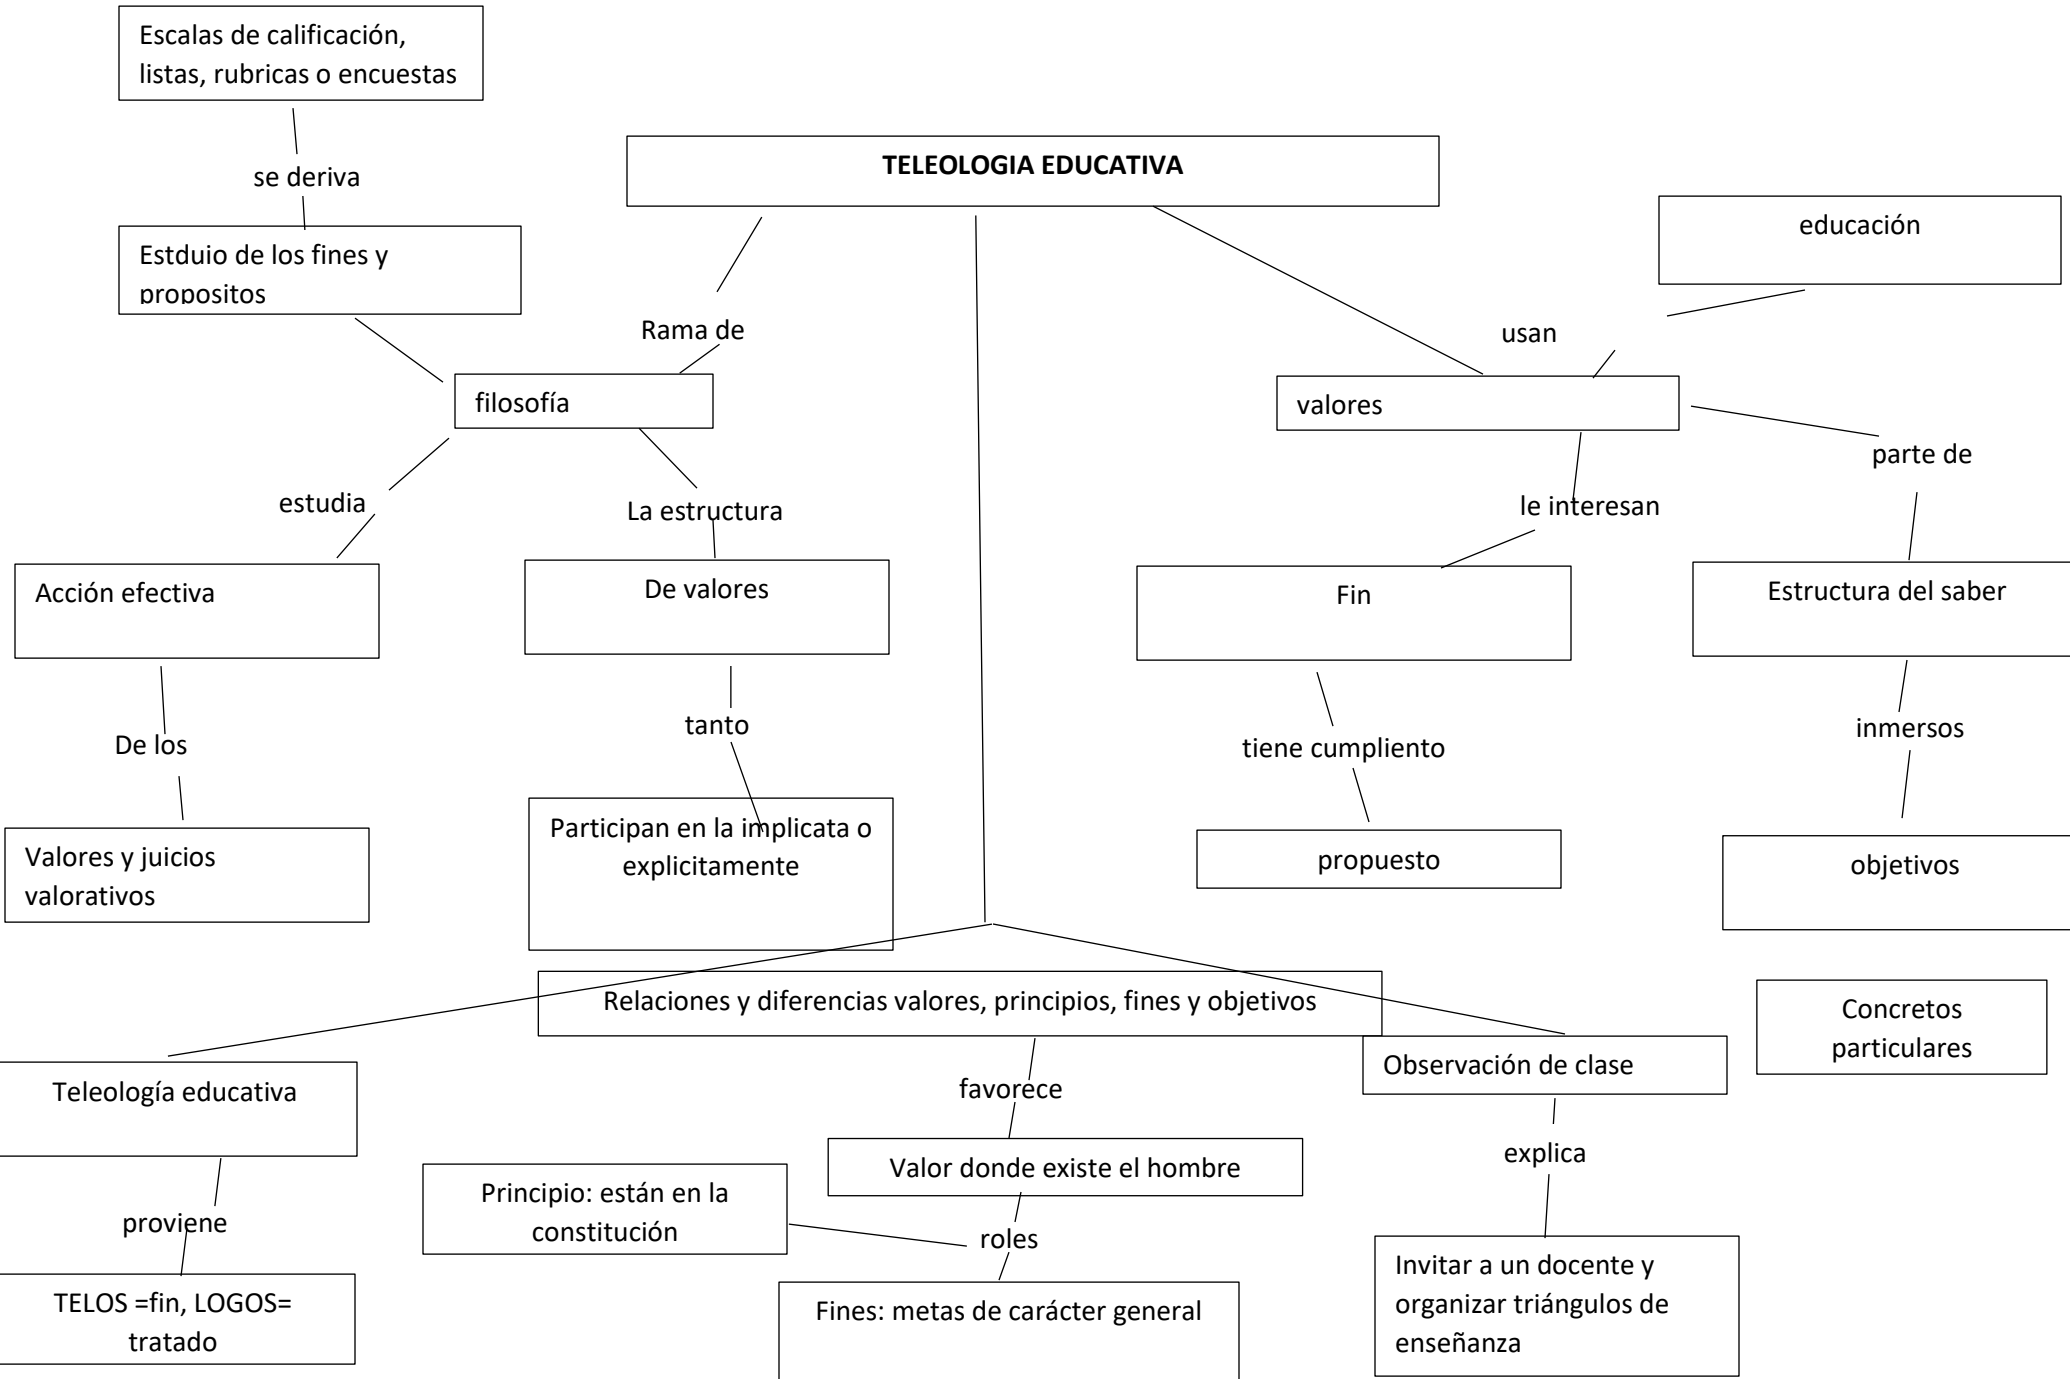 Escalas de calificación,
listas, rubricas o encuestas
se deriva
TELEOLOGIA EDUCATIVA
educación
Estduio de los fines y
propositos
Rama de
usan
filosofía
valores
parte de
estudia
La estructura
le interesan
Acción efectiva
De valores
Fin
Estructura del saber
De los
tanto
tiene cumpliento
inmersos
Valores y juicios
valorativos
Participan en la implicata o
explicitamente
propuesto
objetivos
Relaciones y diferencias valores, principios, fines y objetivos
Concretos
particulares
Teleología educativa
favorece
Observación de clase
Valor donde existe el hombre
explica
Principio: están en la
constitución
proviene
roles
TELOS =fin, LOGOS=
tratado
Fines: metas de carácter general
Invitar a un docente y
organizar triángulos de
enseñanza